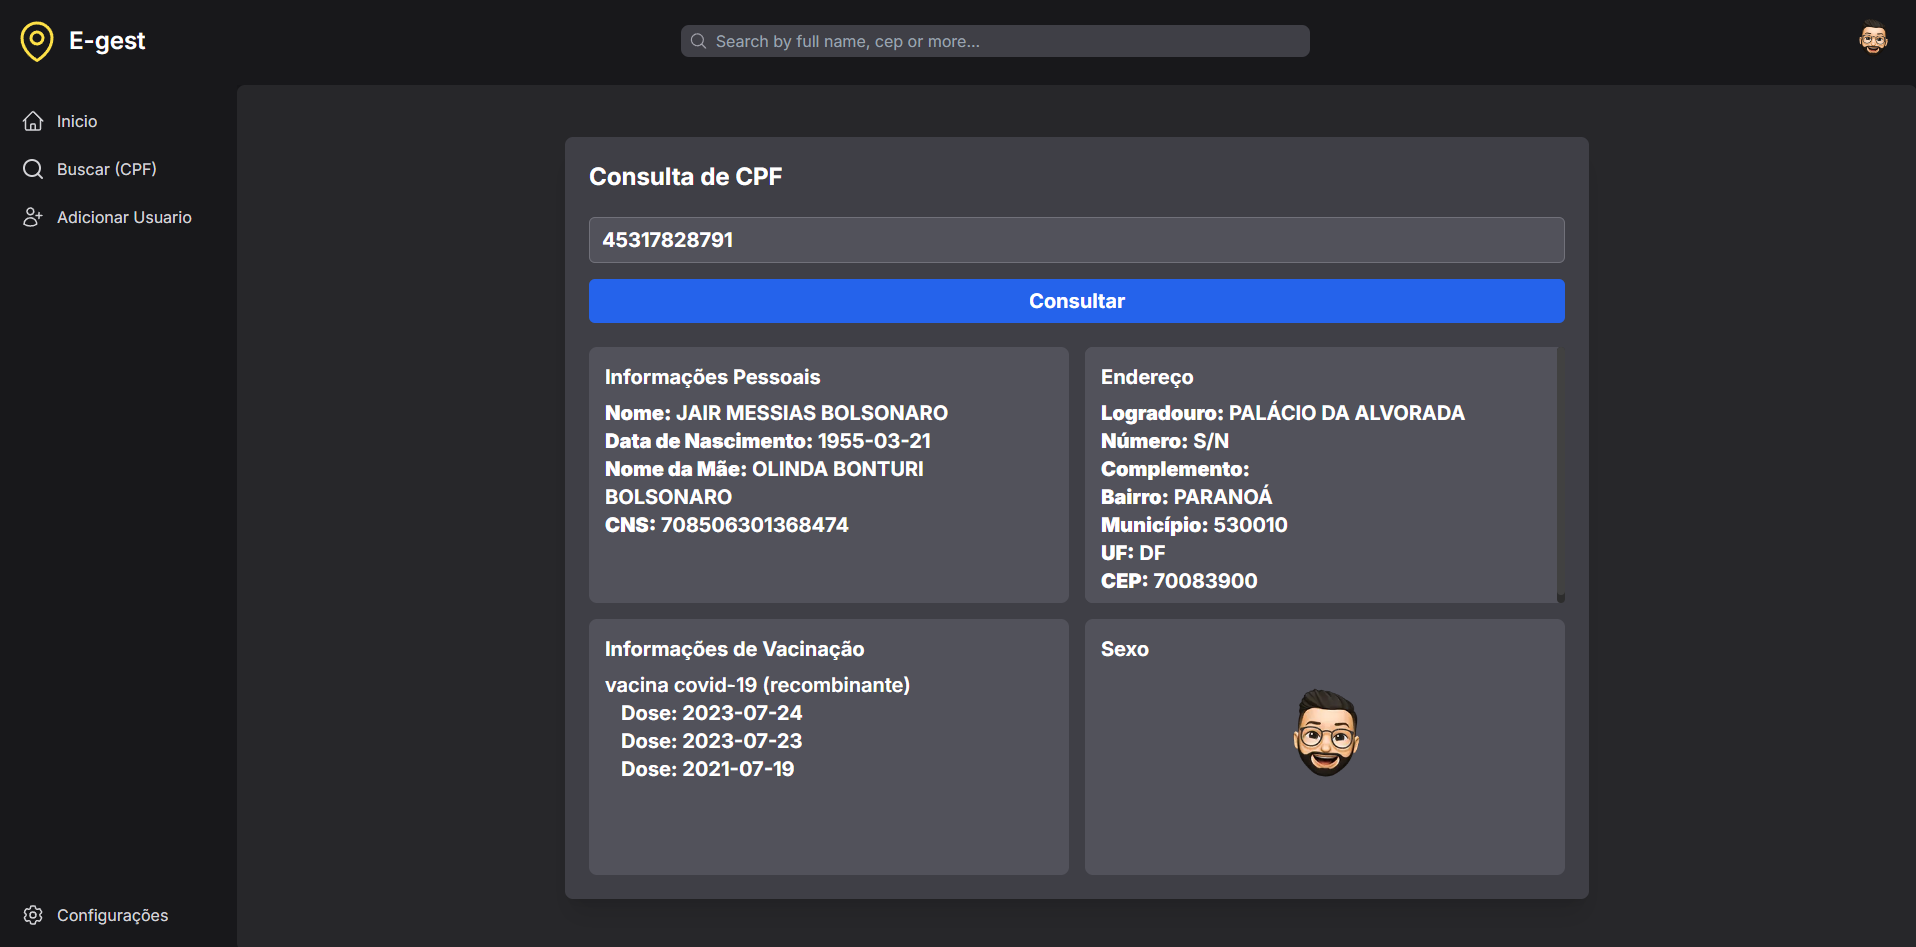 E-gest
Search by full name, cep or more...
Inicio
Buscar (CPF)
Adicionar Usuario
Consulta de CPF
45317828791
Consultar
Informações Pessoais
Nome: JAIR MESSIAS BOLSONARO
Data de Nascimento: 1955-03-21
Nome da Mãe: OLINDA BONTURI
BOLSONARO
CNS: 708506301368474
Endereço
Logradouro: PALÁCIO DA ALVORADA
Número: S/N
Complemento:
Bairro: PARANOÁ
Município: 530010
UF: DF
CEP: 70083900
Informações de Vacinação
vacina covid-19 (recombinante)
Dose: 2023-07-24
Dose: 2023-07-23
Dose: 2021-07-19
Sexo
Configurações